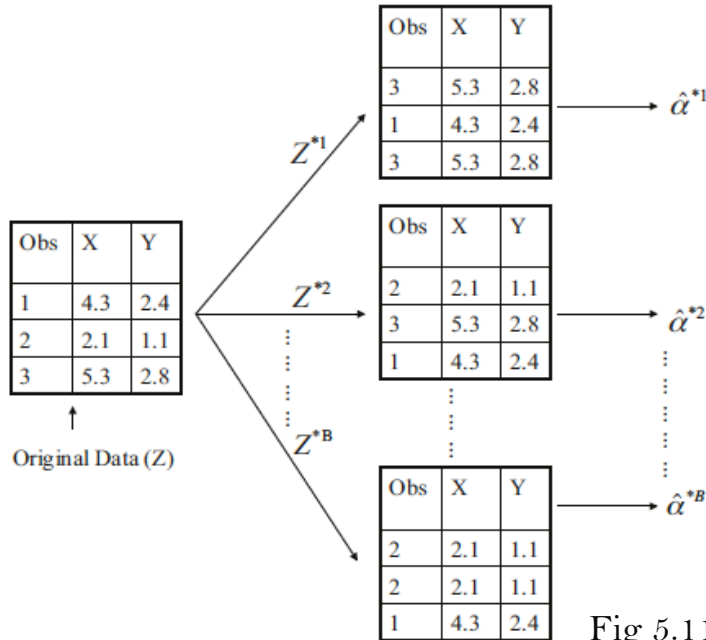 Obs X Y
3 5.3 2.8
1 4.3 2.4
3 5.3 2.8
α̂*1
Z*1
Obs X Y
1 4.3 2.4
2 2.1 1.1
3 5.3 2.8
Original Data (Z)
Z*2
Obs X Y
2 2.1 1.1
3 5.3 2.8
1 4.3 2.4
α̂*2
Z*B
Obs X Y
2 2.1 1.1
2 2.1 1.1
1 4.3 2.4
α̂*B
Fig 5.11